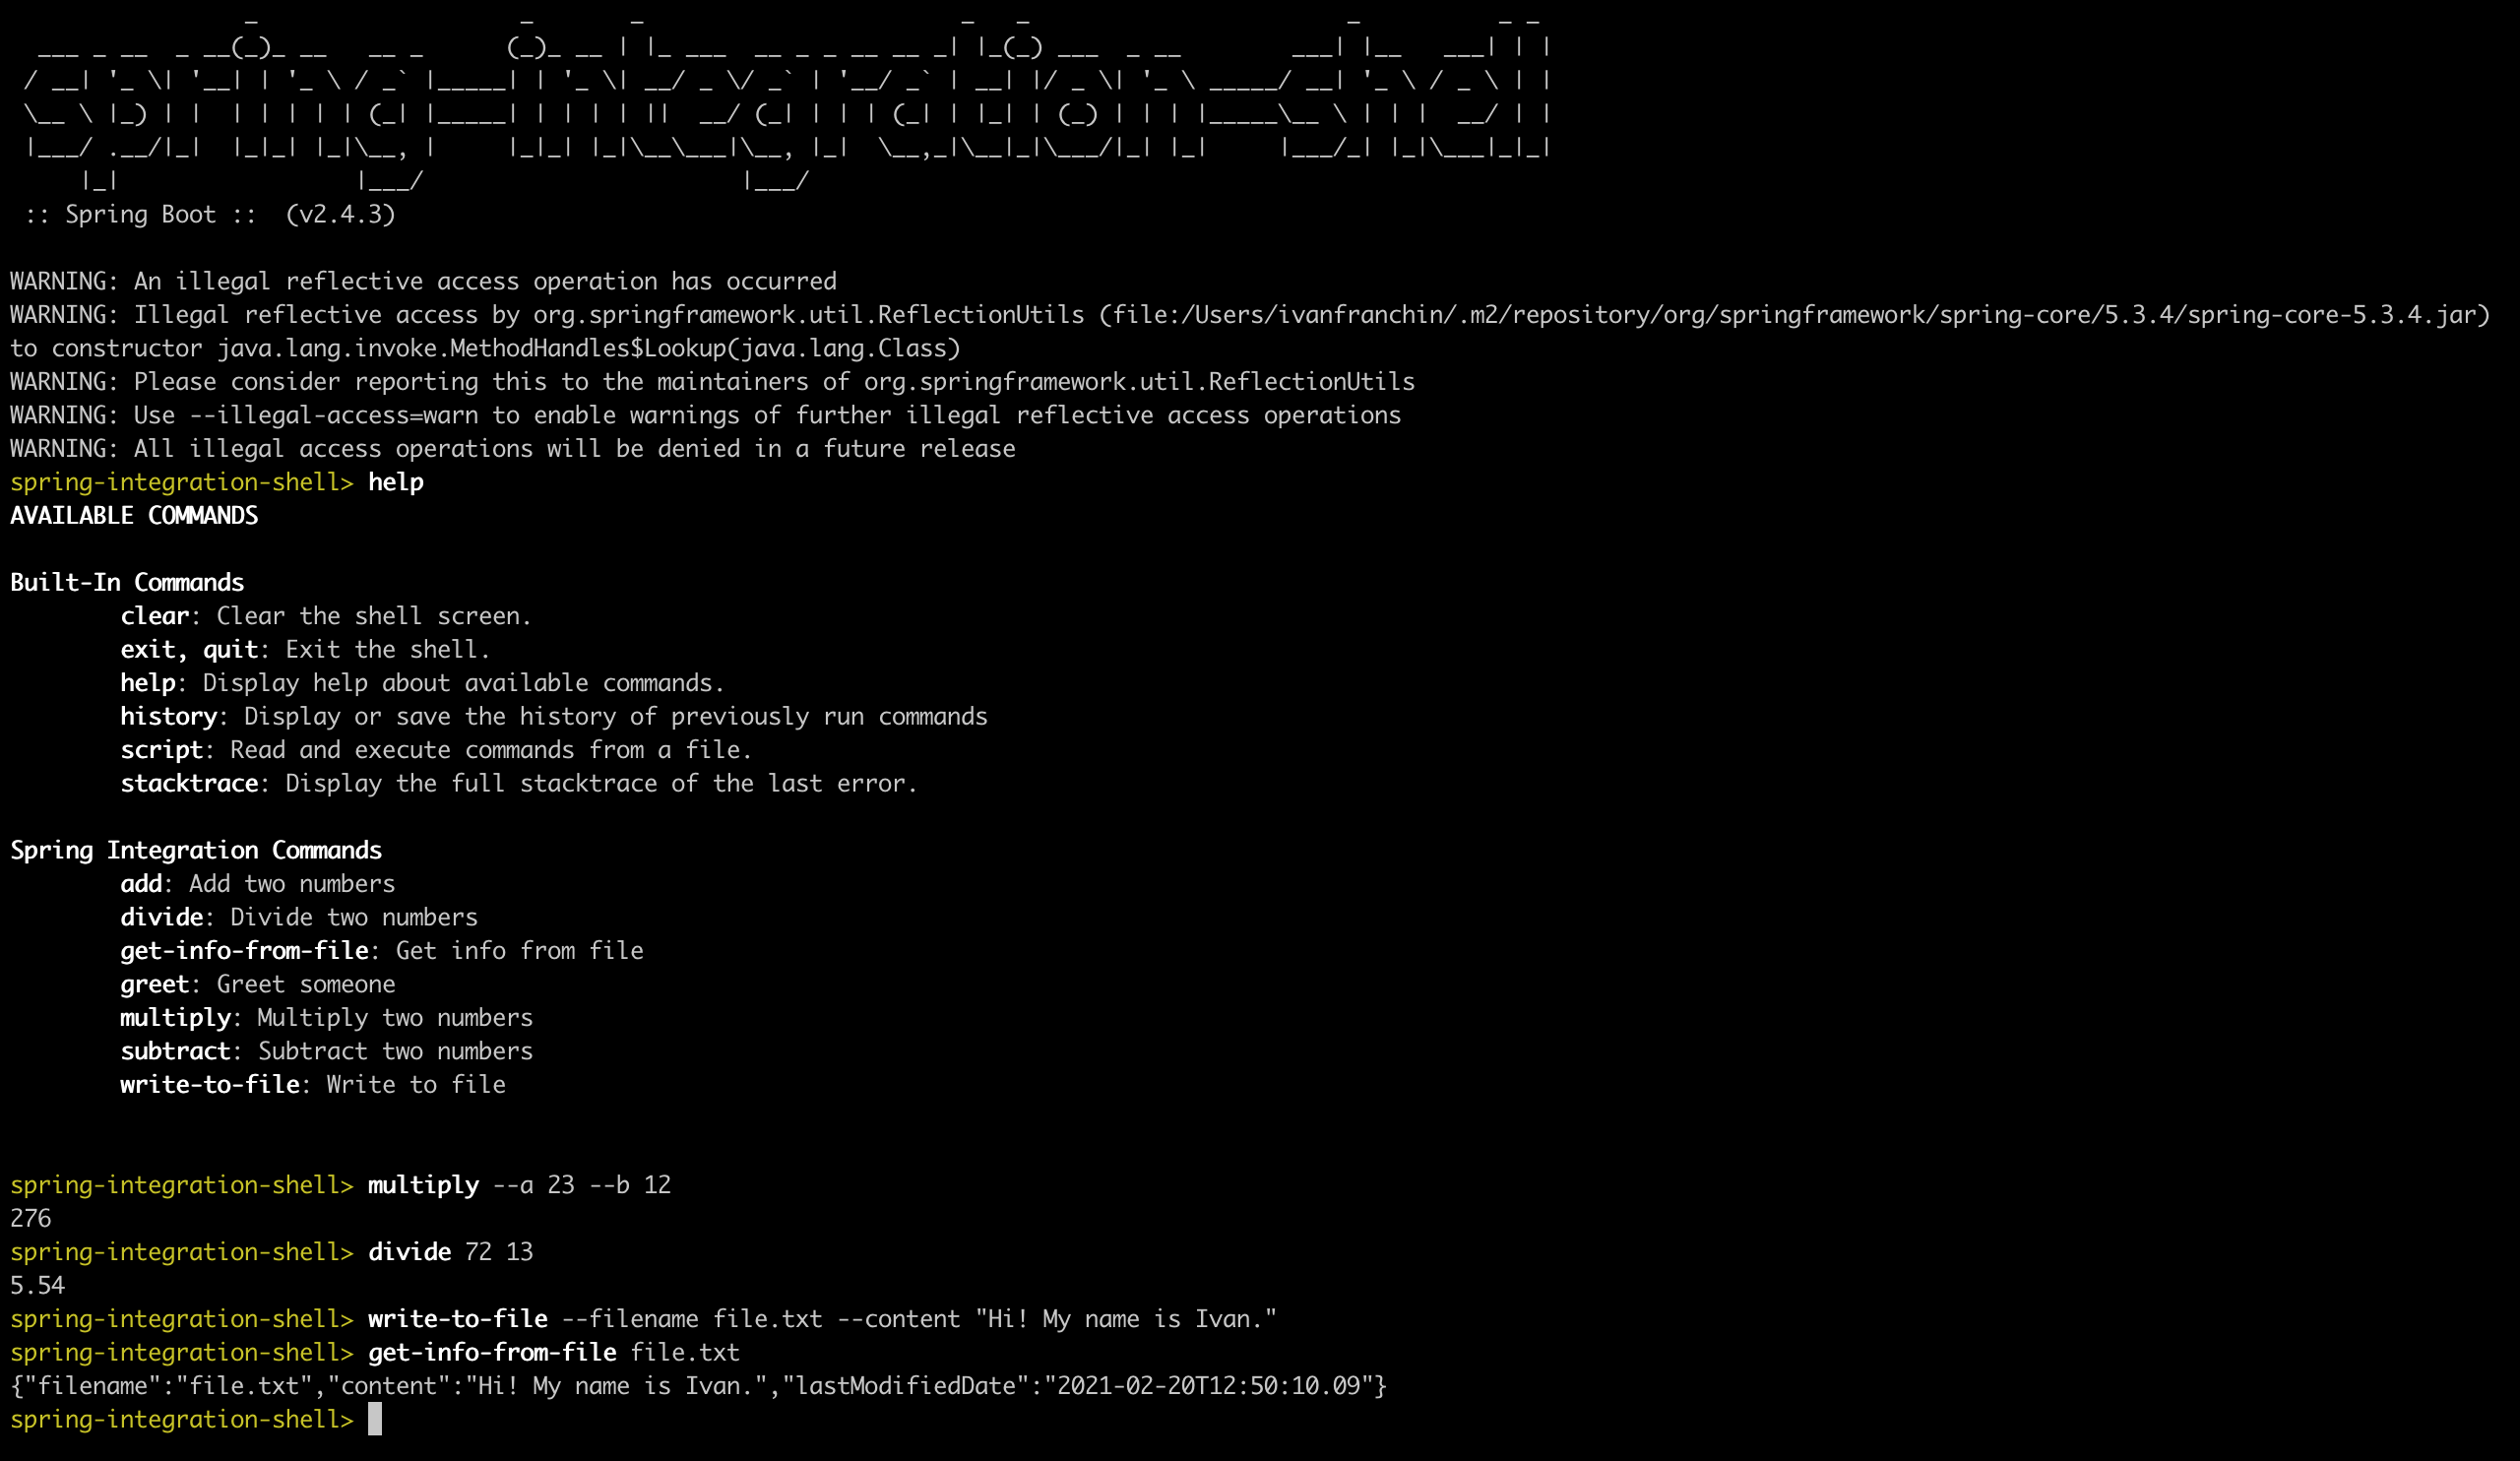 spring-integration-shell
:: Spring Boot ::  (v2.4.3)
WARNING: An illegal reflective access operation has occurred
WARNING: Illegal reflective access by org.springframework.util.ReflectionUtils (file:/Users/ivanfranchin/.m2/repository/org/springframework/spring-core/5.3.4/spring-core-5.3.4.jar)
to constructor java.lang.invoke.MethodHandles$Lookup(java.lang.Class)
WARNING: Please consider reporting this to the maintainers of org.springframework.util.ReflectionUtils
WARNING: Use --illegal-access=warn to enable warnings of further illegal reflective access operations
WARNING: All illegal access operations will be denied in a future release
spring-integration-shell> help
AVAILABLE COMMANDS
Built-In Commands
clear: Clear the shell screen.
exit, quit: Exit the shell.
help: Display help about available commands.
history: Display or save the history of previously run commands
script: Read and execute commands from a file.
stacktrace: Display the full stacktrace of the last error.
Spring Integration Commands
add: Add two numbers
divide: Divide two numbers
get-info-from-file: Get info from file
greet: Greet someone
multiply: Multiply two numbers
subtract: Subtract two numbers
write-to-file: Write to file
spring-integration-shell> multiply --a 23 --b 12
276
spring-integration-shell> divide 72 13
5.54
spring-integration-shell> write-to-file --filename file.txt --content "Hi! My name is Ivan."
spring-integration-shell> get-info-from-file file.txt
{"filename":"file.txt","content":"Hi! My name is Ivan.","lastModifiedDate":"2021-02-20T12:50:10.09"}
spring-integration-shell>